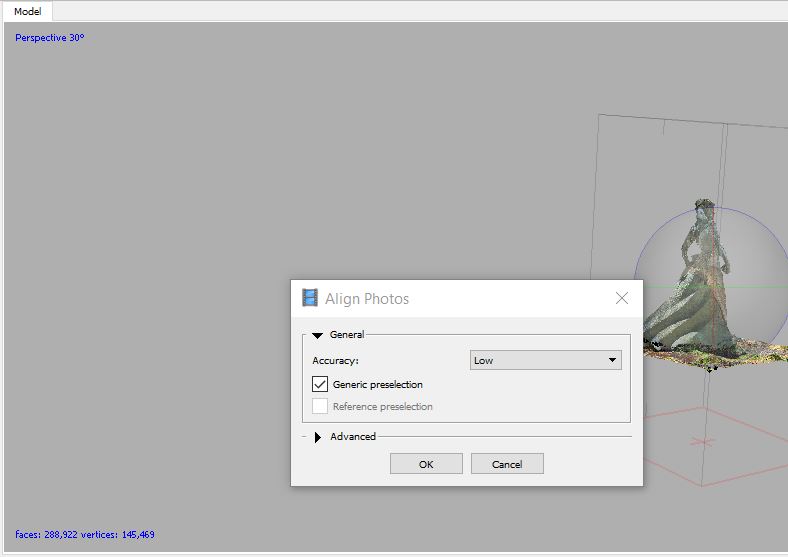 Model
Perspective 30°
Align Photos
General
Accuracy:
Low
Generic preselection
Reference preselection
Advanced
OK
Cancel
faces: 288,922 vertices: 145,469